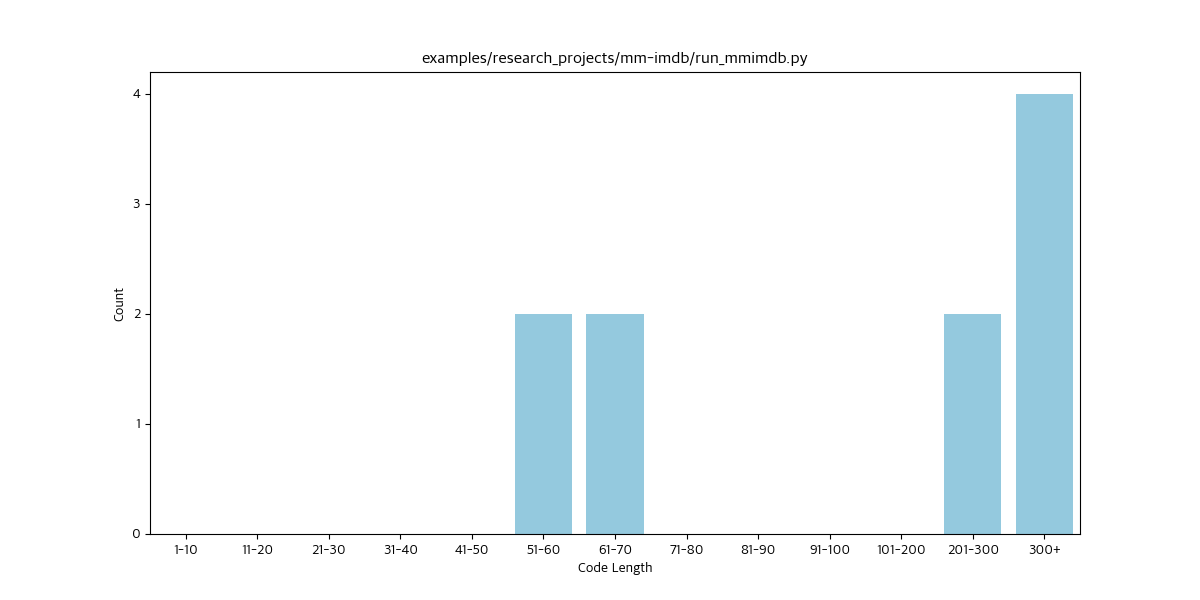 examples/research_projects/mm-imdb/run_mmimdb.py
4
3
2
1
0
Count
1-10 11-20 21-30 31-40 41-50 51-60 61-70 71-80 81-90 91-100 101-200 201-300 300+
Code Length